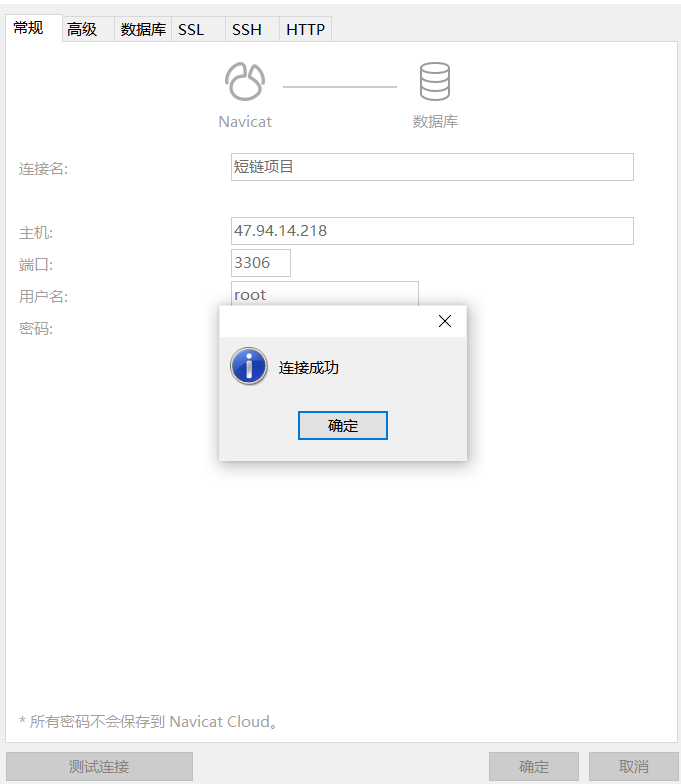 常规 高级 数据库 SSL SSH HTTP
Navicat 数据库
连接名: 短链项目
主机: 47.94.14.218
端口: 3306
用户名: root
密码:
连接成功
确定
* 所有密码不会保存到 Navicat Cloud。
测试连接 确定 取消